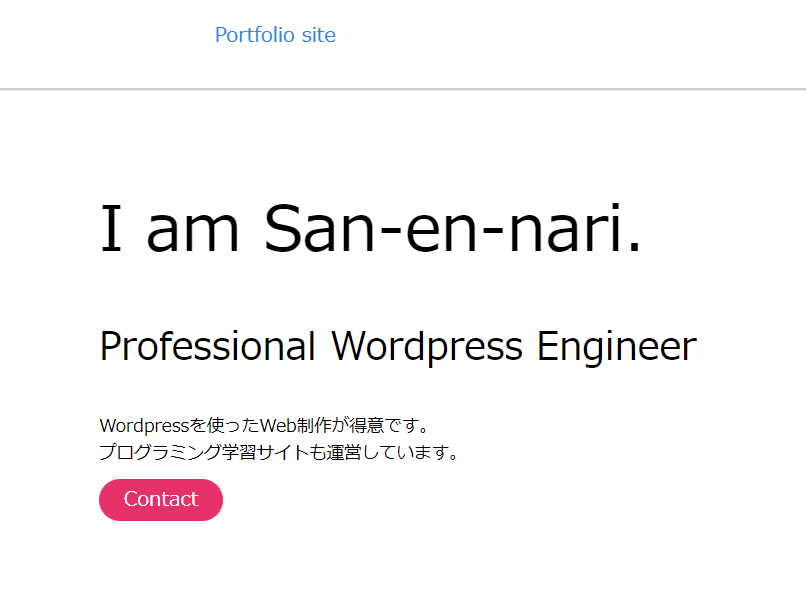 Portfolio site
I am San-en-nari.
Professional Wordpress Engineer
Wordpressを使ったWeb制作が得意です。
プログラミング学習サイトも運営しています。
Contact